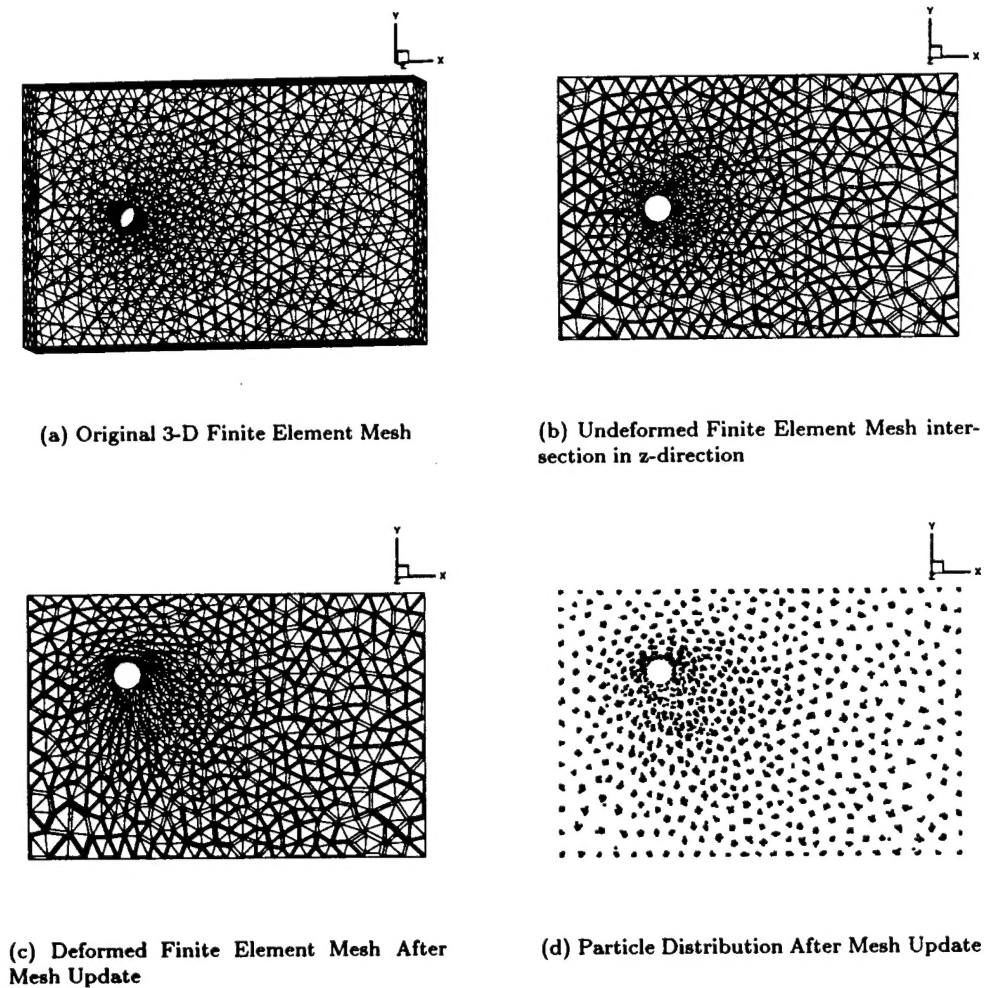 Y
X
Z
Y
X
Z
(a) Original 3-D Finite Element Mesh
(b) Undeformed Finite Element Mesh inter-
section in z-direction
Y
X
Z
Y
X
Z
(c) Deformed Finite Element Mesh After
Mesh Update
(d) Particle Distribution After Mesh Update